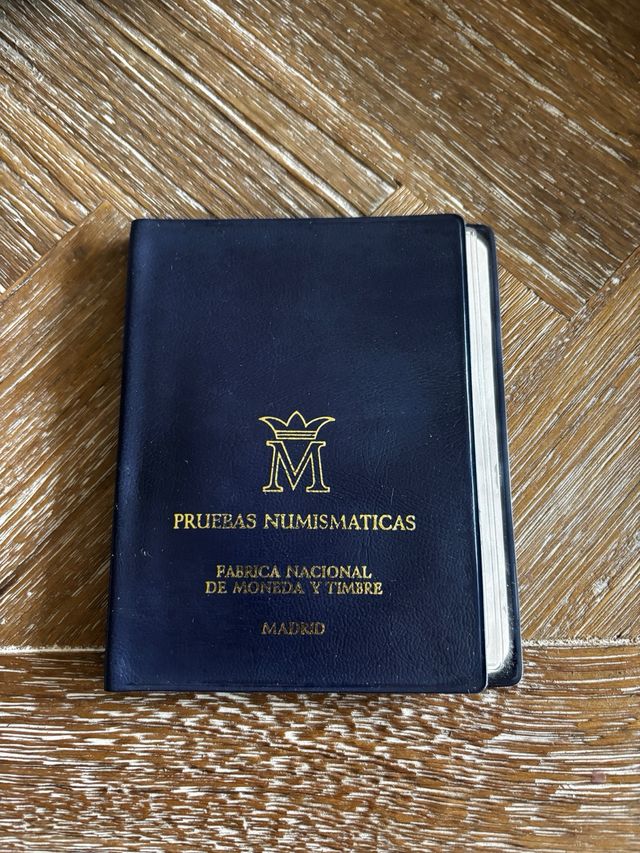 M
PRUEBAS NUMISMATICAS
FABRICA NACIONAL
DE MONEDA Y TIMBRE
MADRID